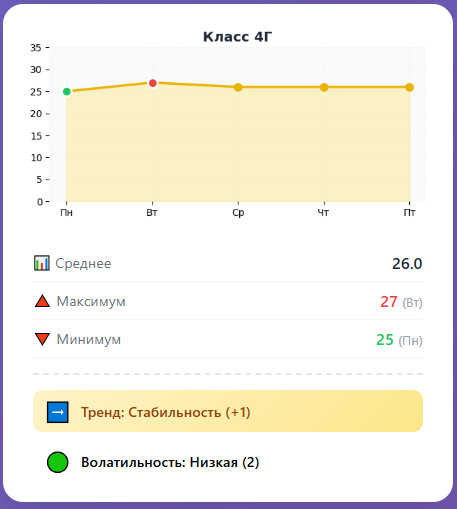 Класс 4Г
35
30
25
20
15
10
5
0
Пн Вт Ср Чт Пт
Среднее 26.0
Максимум 27 (Вт)
Минимум 25 (Пн)
Тренд: Стабильность (+1)
Волатильность: Низкая (2)